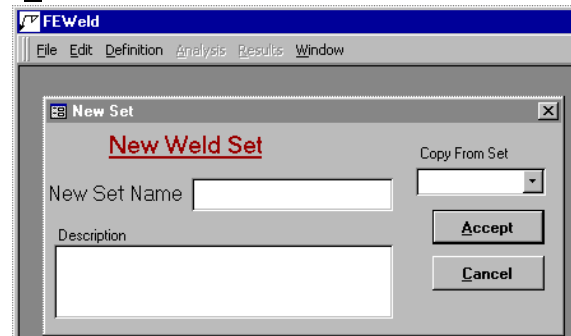 FEWeld
File Edit Definition Analysis Results Window
New Set
New Weld Set
Copy From Set
New Set Name
Description
Accept
Cancel